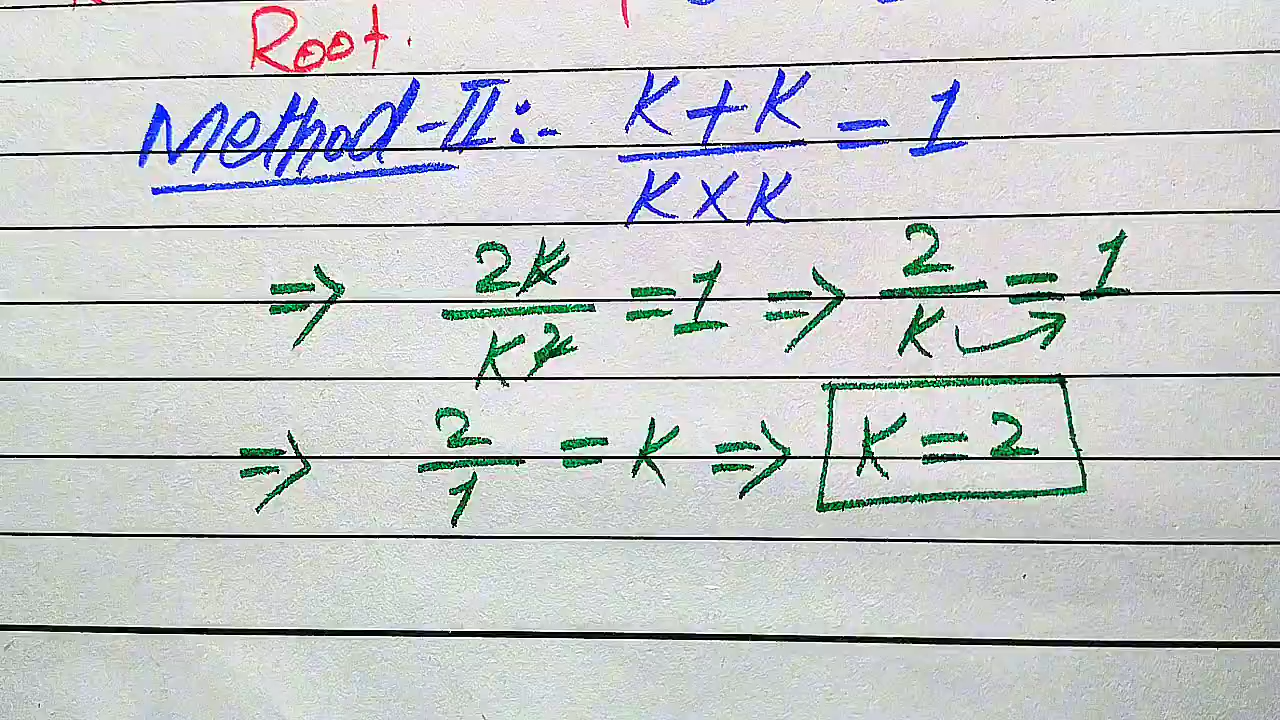 Root.
Method-II:- K+K/K×K = 1
⇒ 2K/K² = 1 ⇒ 2/K = 1
⇒ 2/1 = K ⇒ K = 2